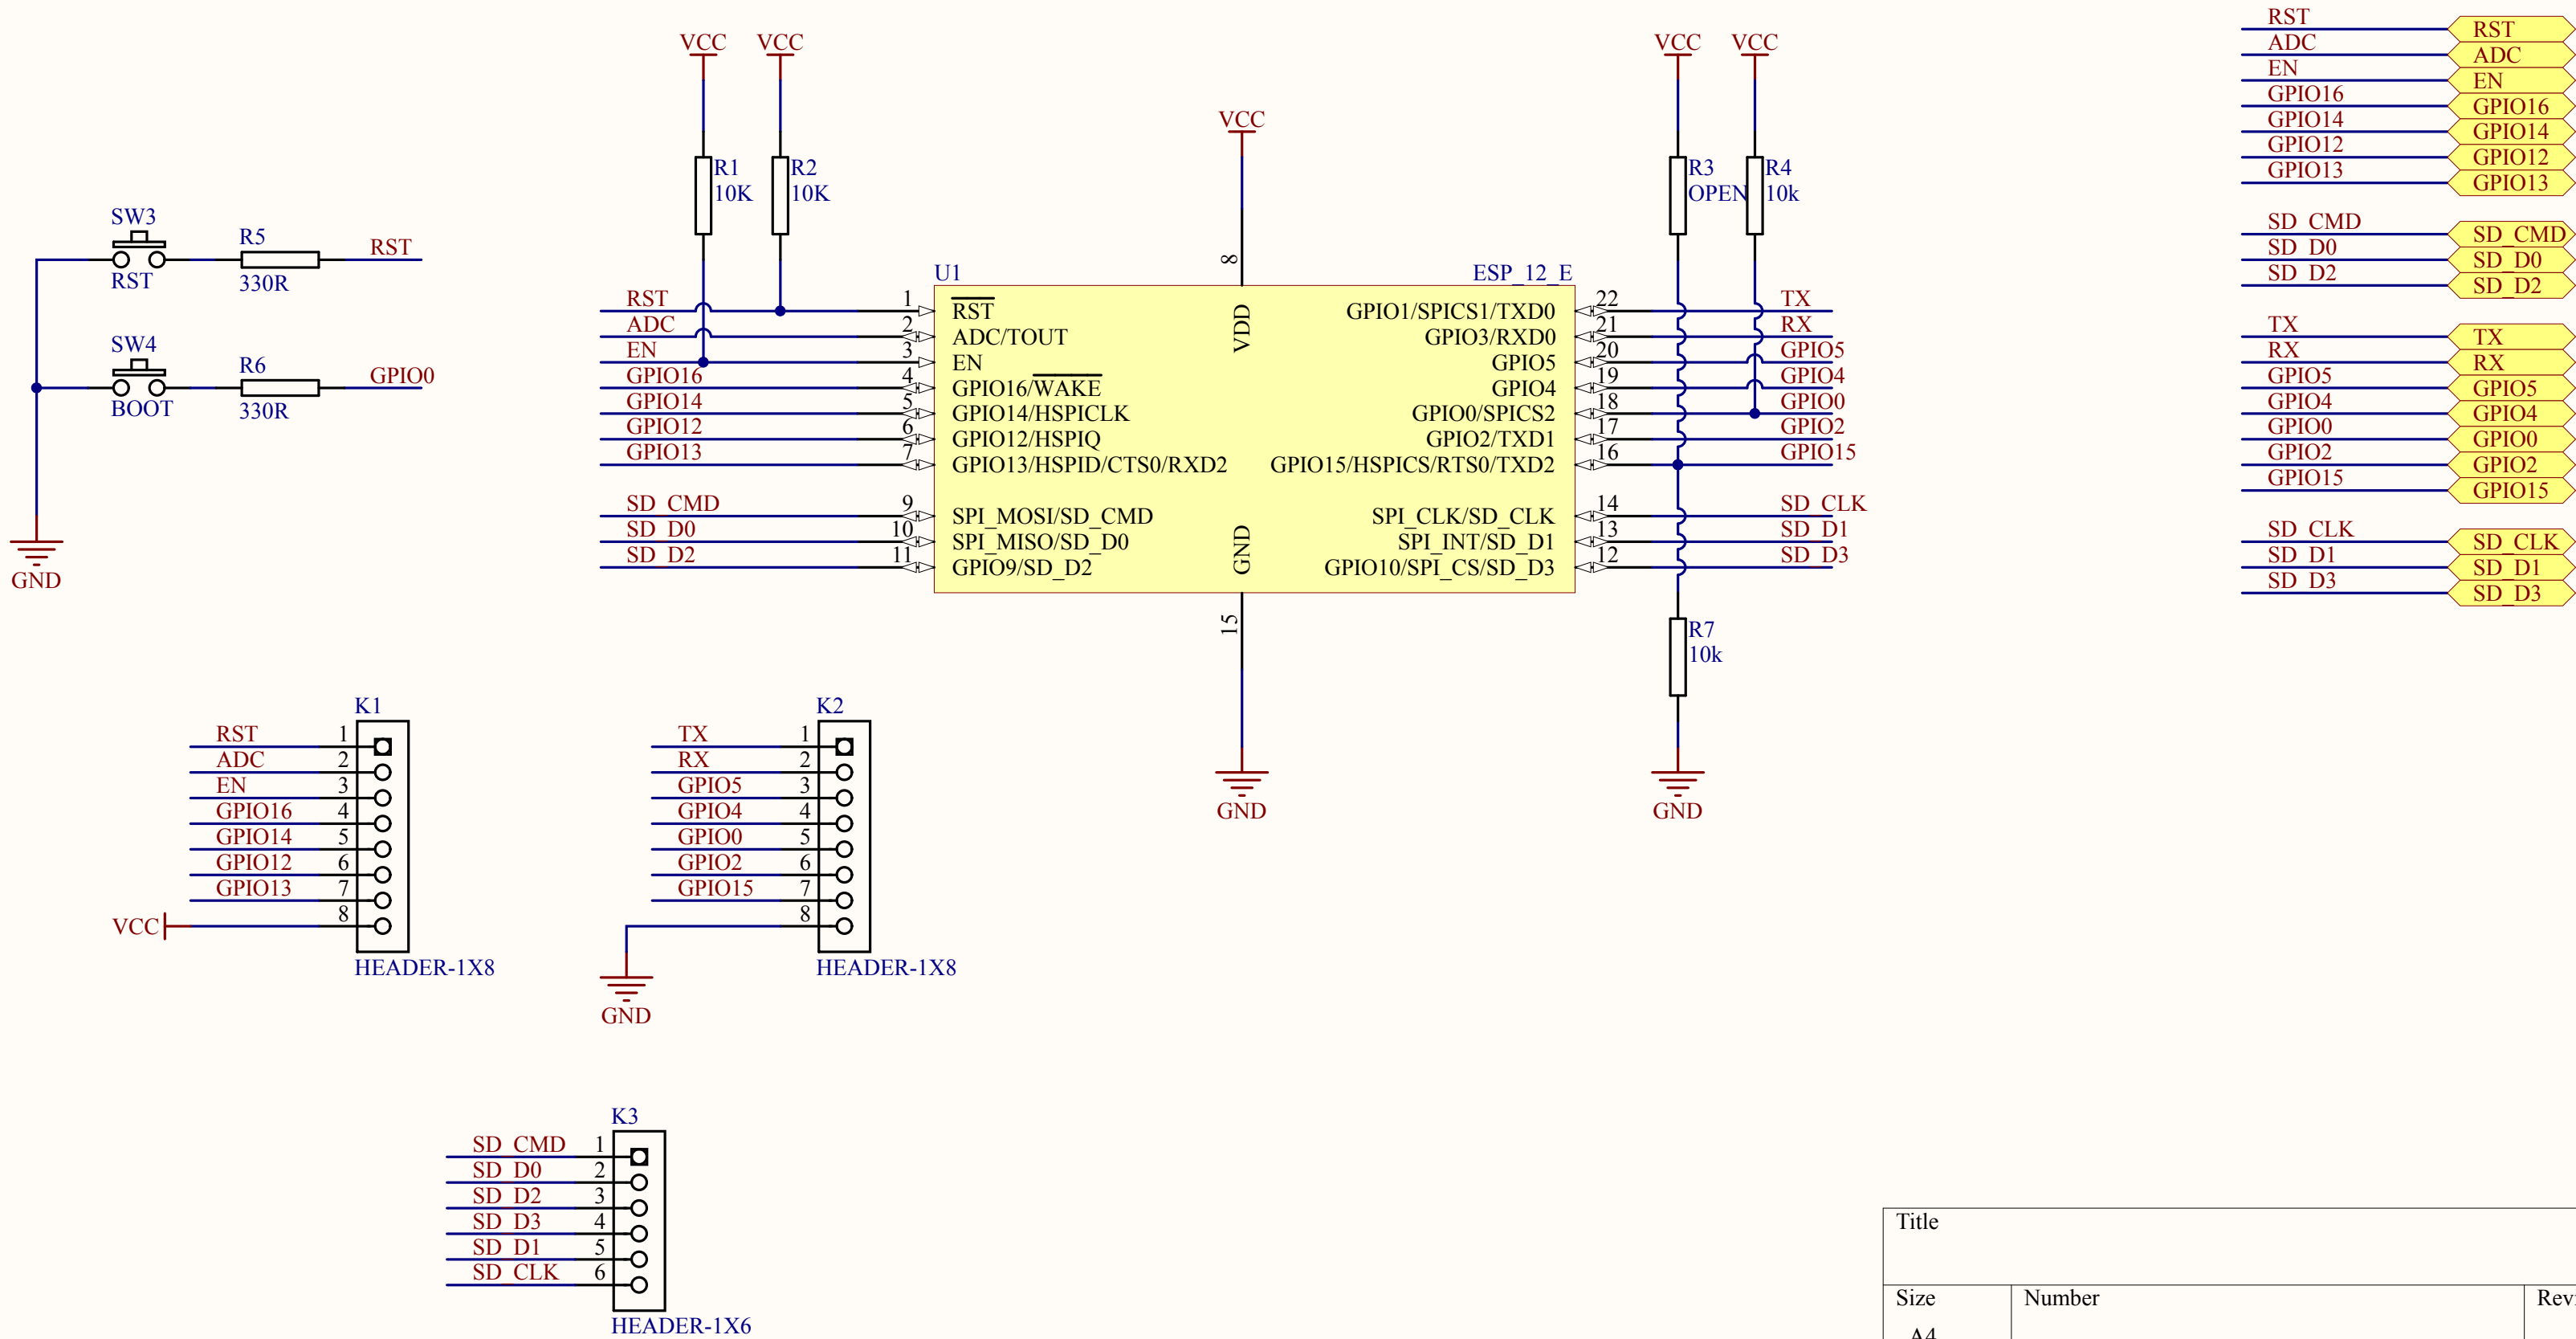 VCC
VCC
R1
10K
R2
10K
VCC
VCC
VCC
R3
OPEN
R4
10k
SW3
RST
R5
330R
RST
SW4
BOOT
R6
330R
GPIO0
GND
U1
ESP_12_E
RST 1 RST
ADC 2 ADC/TOUT
EN 3 EN
GPIO16 4 GPIO16/WAKE
GPIO14 5 GPIO14/HSPICLK
GPIO12 6 GPIO12/HSPIQ
GPIO13 7 GPIO13/HSPID/CTS0/RXD2
SD_CMD 9 SPI_MOSI/SD_CMD
SD_D0 10 SPI_MISO/SD_D0
SD_D2 11 GPIO9/SD_D2
8
VDD
GND
15
GND
GPIO1/SPICS1/TXD0 22 TX
GPIO3/RXD0 21 RX
GPIO5 20 GPIO5
GPIO4 19 GPIO4
GPIO0/SPICS2 18 GPIO0
GPIO2/TXD1 17 GPIO2
GPIO15/HSPICS/RTS0/TXD2 16 GPIO15
SPI_CLK/SD_CLK 14 SD_CLK
SPI_INT/SD_D1 13 SD_D1
GPIO10/SPI_CS/SD_D3 12 SD_D3
R7
10k
GND
RST RST
ADC ADC
EN EN
GPIO16 GPIO16
GPIO14 GPIO14
GPIO12 GPIO12
GPIO13 GPIO13
SD_CMD SD_CMD
SD_D0 SD_D0
SD_D2 SD_D2
TX TX
RX RX
GPIO5 GPIO5
GPIO4 GPIO4
GPIO0 GPIO0
GPIO2 GPIO2
GPIO15 GPIO15
SD_CLK SD_CLK
SD_D1 SD_D1
SD_D3 SD_D3
K1
RST 1
ADC 2
EN 3
GPIO16 4
GPIO14 5
GPIO12 6
GPIO13 7
VCC 8
HEADER-1X8
K2
TX 1
RX 2
GPIO5 3
GPIO4 4
GPIO0 5
GPIO2 6
GPIO15 7
8
GND
HEADER-1X8
K3
SD_CMD 1
SD_D0 2
SD_D2 3
SD_D3 4
SD_D1 5
SD_CLK 6
HEADER-1X6
Title
Size
Number
A4